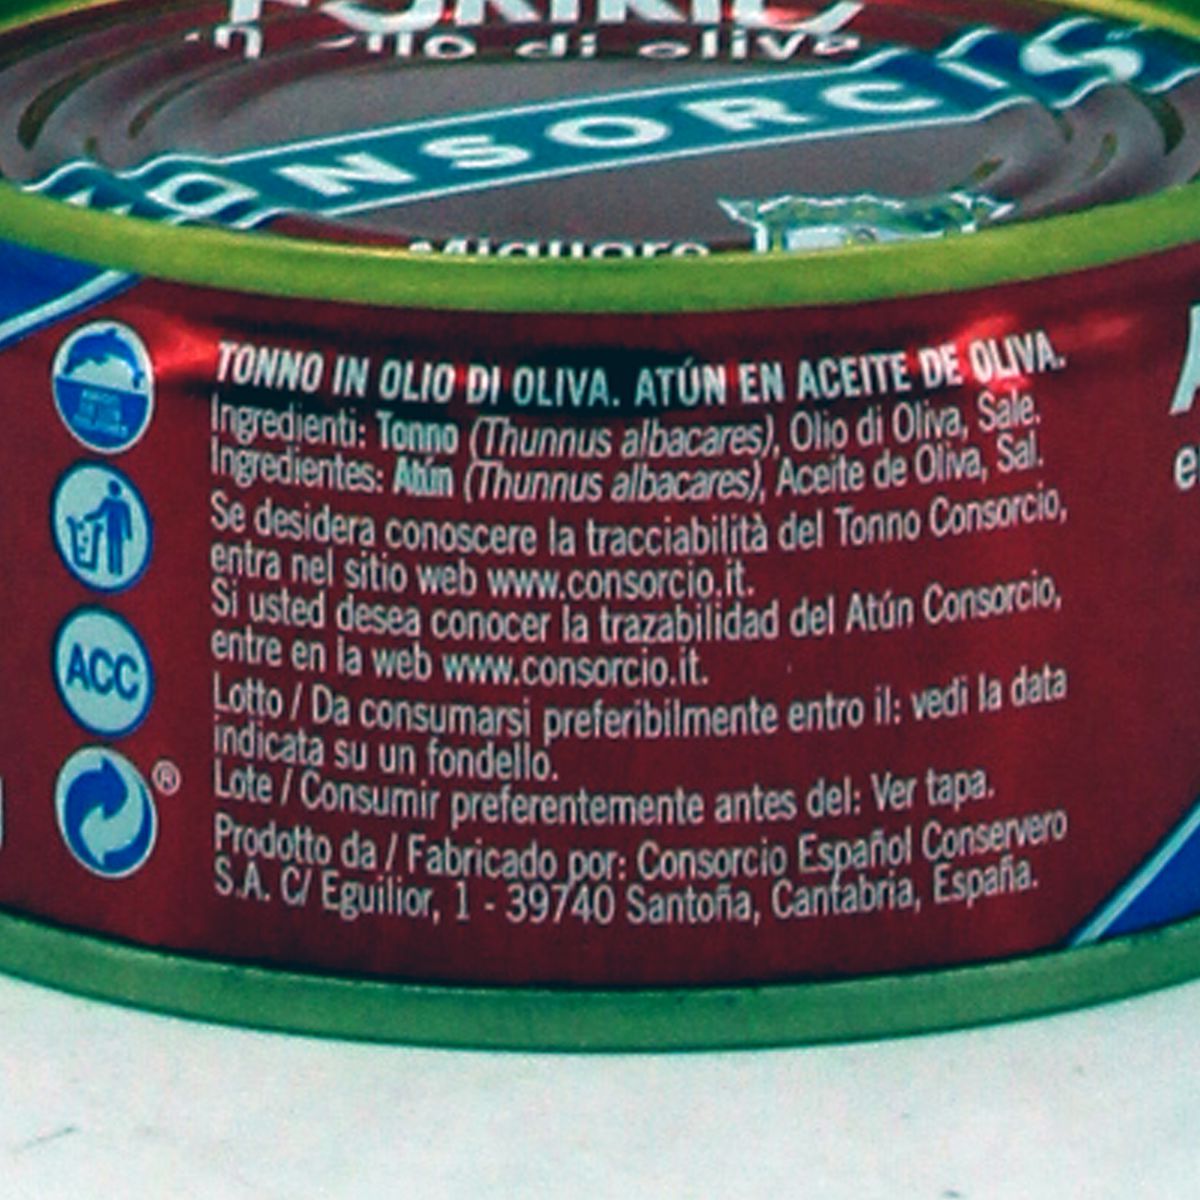 di oliva
CONSORCIO
Migliore
TONNO IN OLIO DI OLIVA. ATÚN EN ACEITE DE OLIVA.
Ingredienti: Tonno (Thunnus albacares), Olio di Oliva, Sale.
Ingredientes: Atún (Thunnus albacares), Aceite de Oliva, Sal.
Se desidera conoscere la tracciabilità del Tonno Consorcio,
entra nel sitio web www.consorcio.it.
Si usted desea conocer la trazabilidad del Atún Consorcio,
entre en la web www.consorcio.it.
Lotto / Da consumarsi preferibilmente entro il: vedi la data
indicata su un fondello.
Lote / Consumir preferentemente antes del: Ver tapa.
Prodotto da / Fabricado por: Consorcio Español Conservero
S.A. C/ Eguilior, 1 - 39740 Santoña, Cantabria, España.
ACC
®